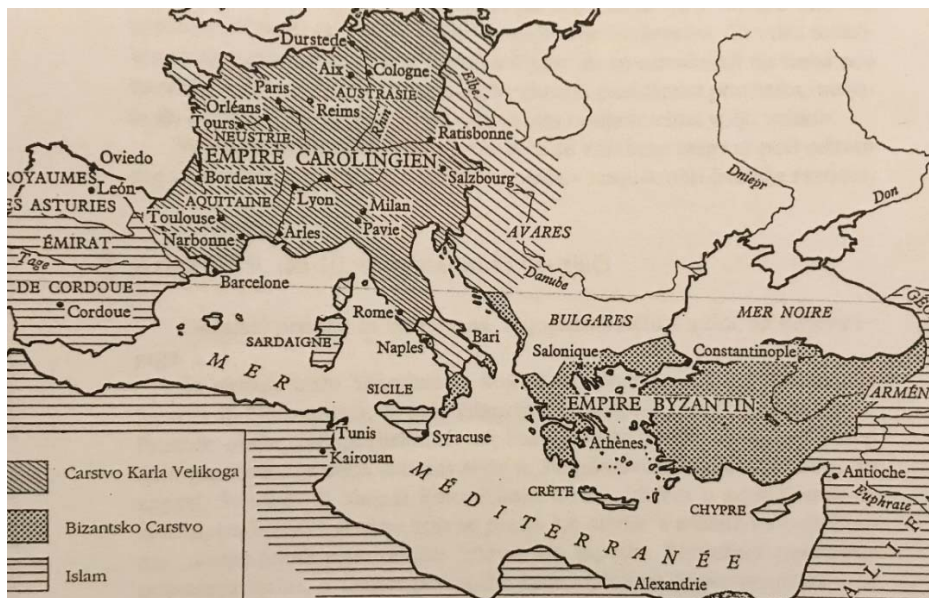 Durstede
Aix
Cologne
Elbe
Paris
AUSTRASIE
Orléans
Reims
Rhin
Tours
NEUSTRIE
Ratisbonne
Oviedo
EMPIRE CAROLINGIEN
ROYAUMES
León
Bordeaux
Salzbourg
Dniepr
Don
ES ASTURIES
AQUITAINE
Lyon
Milan
Toulouse
Pavie
AVARES
ÉMIRAT
Narbonne
Arles
Tage
Danube
DE CORDOUE
Barcelone
Cordoue
Rome
BULGARES
MER NOIRE
SARDAIGNE
Naples
Bari
Salonique
Constantinople
MER
SICILE
EMPIRE BYZANTIN
ARMÉN
Tunis
Syracuse
Athènes
Kairouan
Antioche
Carstvo Karla Velikoga
CRÈTE
CHYPRE
Euphrate
Bizantsko Carstvo
MÉDITERRANÉE
Islam
Alexandrie